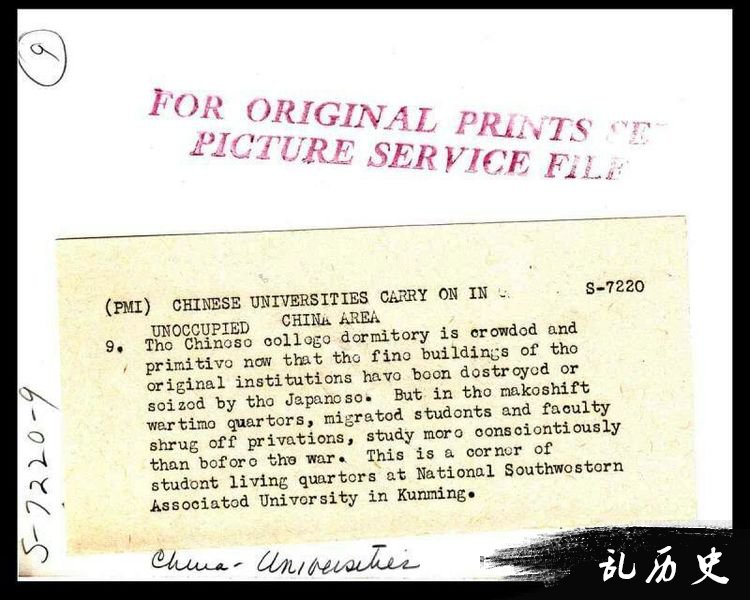 9
FOR ORIGINAL PRINTS SE
PICTURE SERVICE FILE
(PMI) CHINESE UNIVERSITIES CARRY ON IN
S-7220
UNOCCUPIED CHINA AREA
9. The Chinese college dormitory is crowded and
primitive now that the fine buildings of the
original institutions have been destroyed or
seized by the Japanese. But in the makeshift
wartime quarters, migrated students and faculty
shrug off privations, study more conscientiously
than before the war. This is a corner of
student living quarters at National Southwestern
Associated University in Kunming.
S-7220-9
China - Universities
乱历史